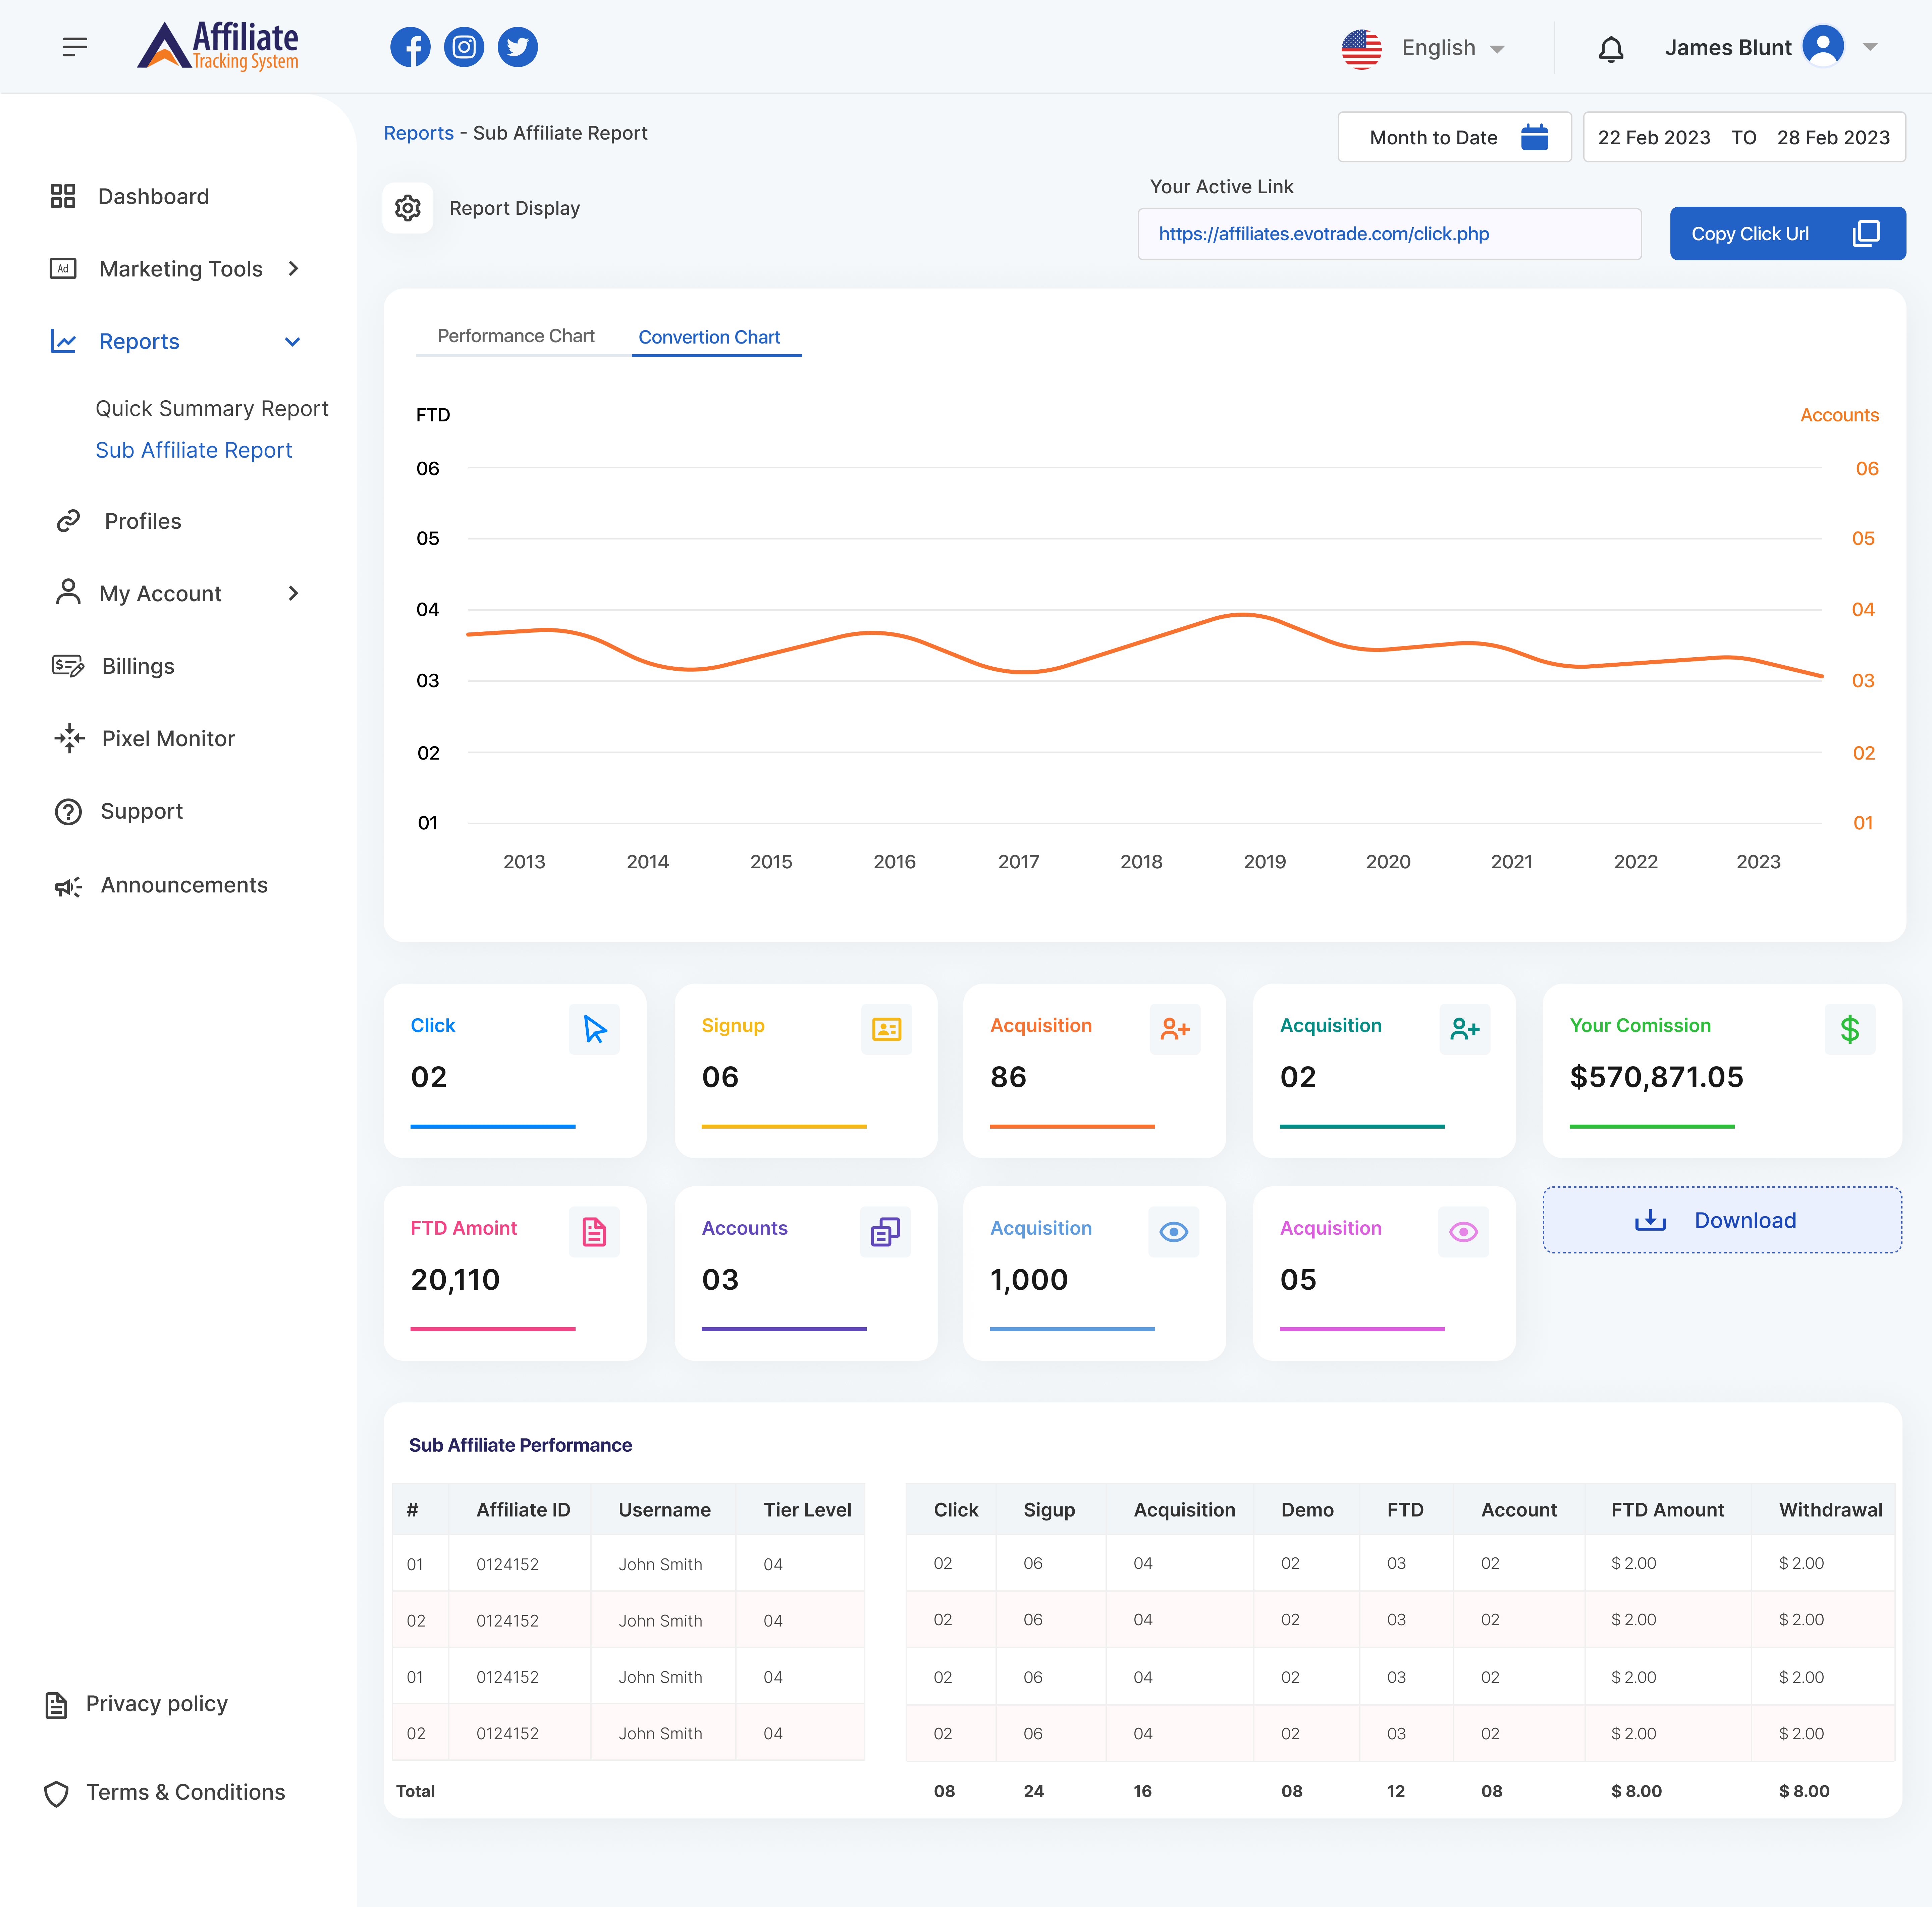 Affiliate
Tracking System
English
James Blunt
Reports - Sub Affiliate Report
Month to Date
22 Feb 2023 TO 28 Feb 2023
Report Display
Your Active Link
https://affiliates.evotrade.com/click.php
Copy Click Url
Dashboard
Ad
Marketing Tools
Reports
Quick Summary Report
Sub Affiliate Report
Profiles
My Account
$
Billings
Pixel Monitor
?
Support
Announcements
Privacy policy
Terms & Conditions
Performance Chart
Convertion Chart
FTD
Accounts
06
06
05
05
04
04
03
03
02
02
01
01
2013 2014 2015 2016 2017 2018 2019 2020 2021 2022 2023
Click
02
Signup
06
Acquisition
86
Acquisition
02
Your Comission
$
$570,871.05
FTD Amoint
20,110
Accounts
03
Acquisition
1,000
Acquisition
05
Download
Sub Affiliate Performance
# Affiliate ID Username Tier Level Click Sigup Acquisition Demo FTD Account FTD Amount Withdrawal
01 0124152 John Smith 04 02 06 04 02 03 02 $ 2.00 $ 2.00
02 0124152 John Smith 04 02 06 04 02 03 02 $ 2.00 $ 2.00
01 0124152 John Smith 04 02 06 04 02 03 02 $ 2.00 $ 2.00
02 0124152 John Smith 04 02 06 04 02 03 02 $ 2.00 $ 2.00
Total 08 24 16 08 12 08 $ 8.00 $ 8.00